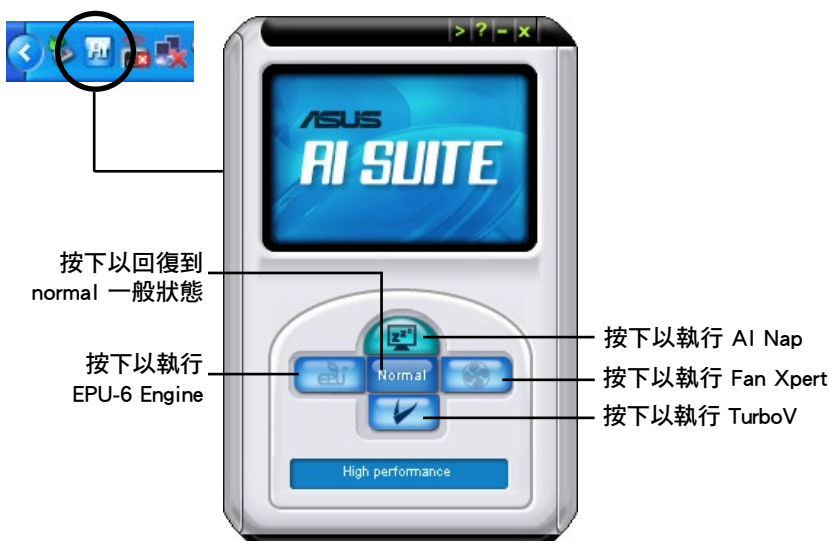 > ? - x
ASUS
AI SUITE
按下以回復到
normal 一般狀態
按下以執行
EPU-6 Engine
Normal
按下以執行 AI Nap
按下以執行 Fan Xpert
按下以執行 TurboV
High performance